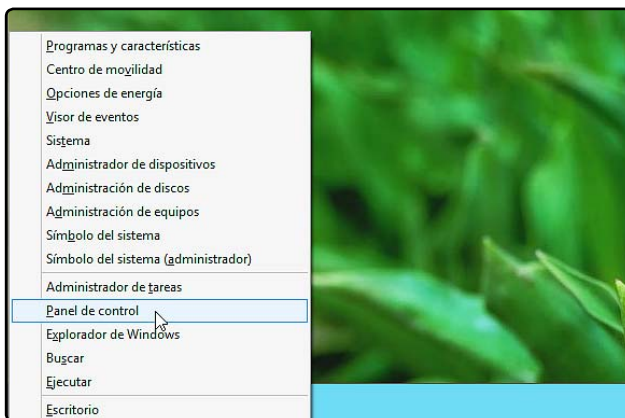 Programas y características
Centro de movilidad
Opciones de energía
Visor de eventos
Sistema
Administrador de dispositivos
Administración de discos
Administración de equipos
Símbolo del sistema
Símbolo del sistema (administrador)
Administrador de tareas
Panel de control
Explorador de Windows
Buscar
Ejecutar
Escritorio